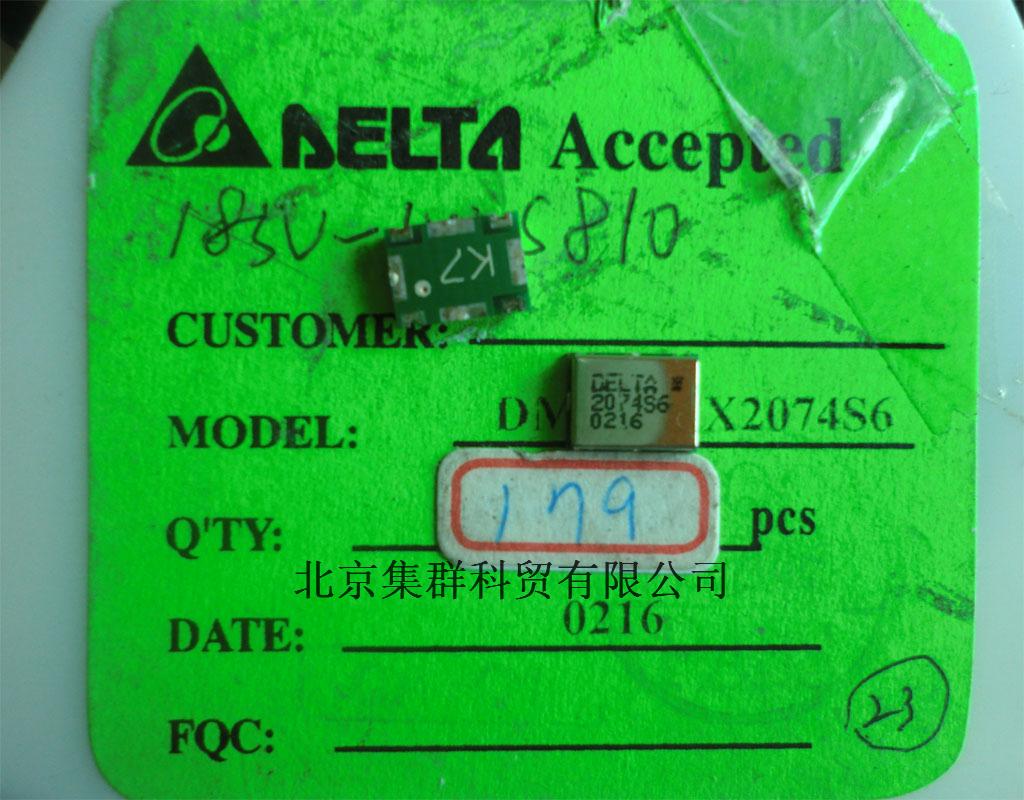 DELTA Accepted
S810
K7
CUSTOMER:
DELTA
2074S6
0216
MODEL: DM X2074S6
Q'TY: 179 pcs
北京集群科贸有限公司
DATE: 0216
FQC:
23